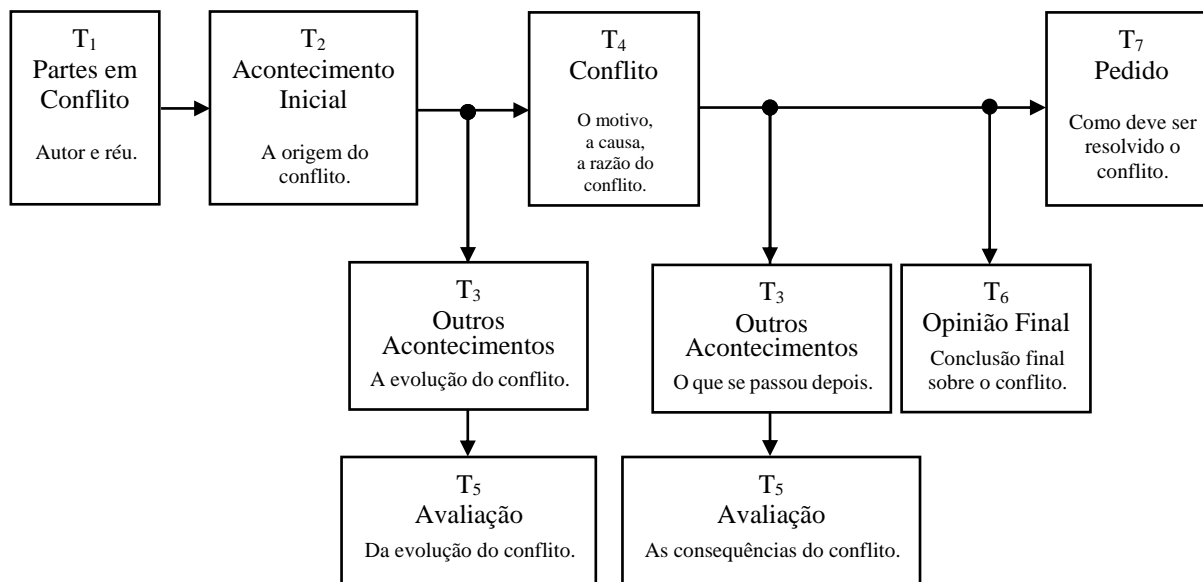 T₁
Partes em
Conflito
Autor e réu.
T₂
Acontecimento
Inicial
A origem do
conflito.
T₄
Conflito
O motivo,
a causa,
a razão do
conflito.
T₇
Pedido
Como deve ser
resolvido o
conflito.
T₃
Outros
Acontecimentos
A evolução do conflito.
T₃
Outros
Acontecimentos
O que se passou depois.
T₆
Opinião Final
Conclusão final
sobre o conflito.
T₅
Avaliação
Da evolução do conflito.
T₅
Avaliação
As consequências do conflito.